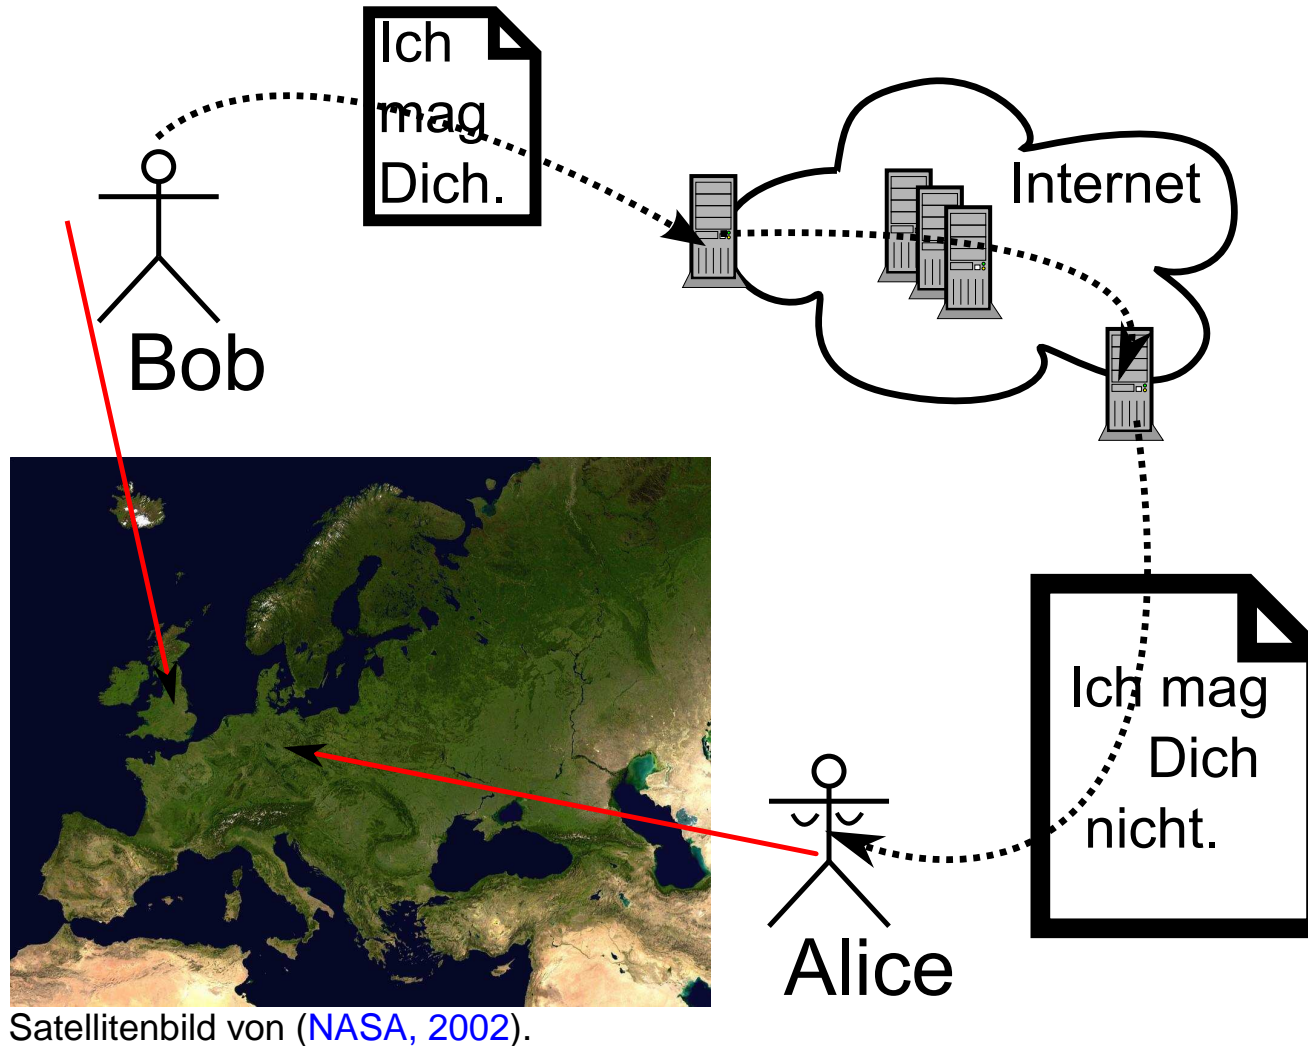 Ich
mag
Dich.
Internet
Bob
Ich mag
Dich
nicht.
Alice
Satellitenbild von (NASA, 2002).